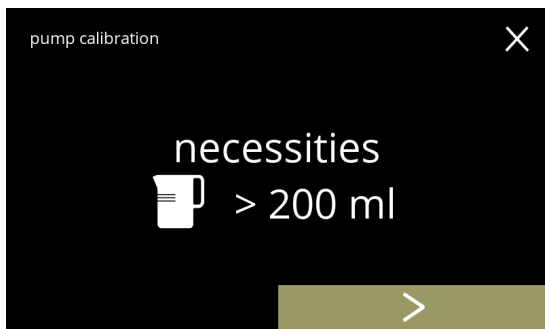 pump calibration
necessities
> 200 ml